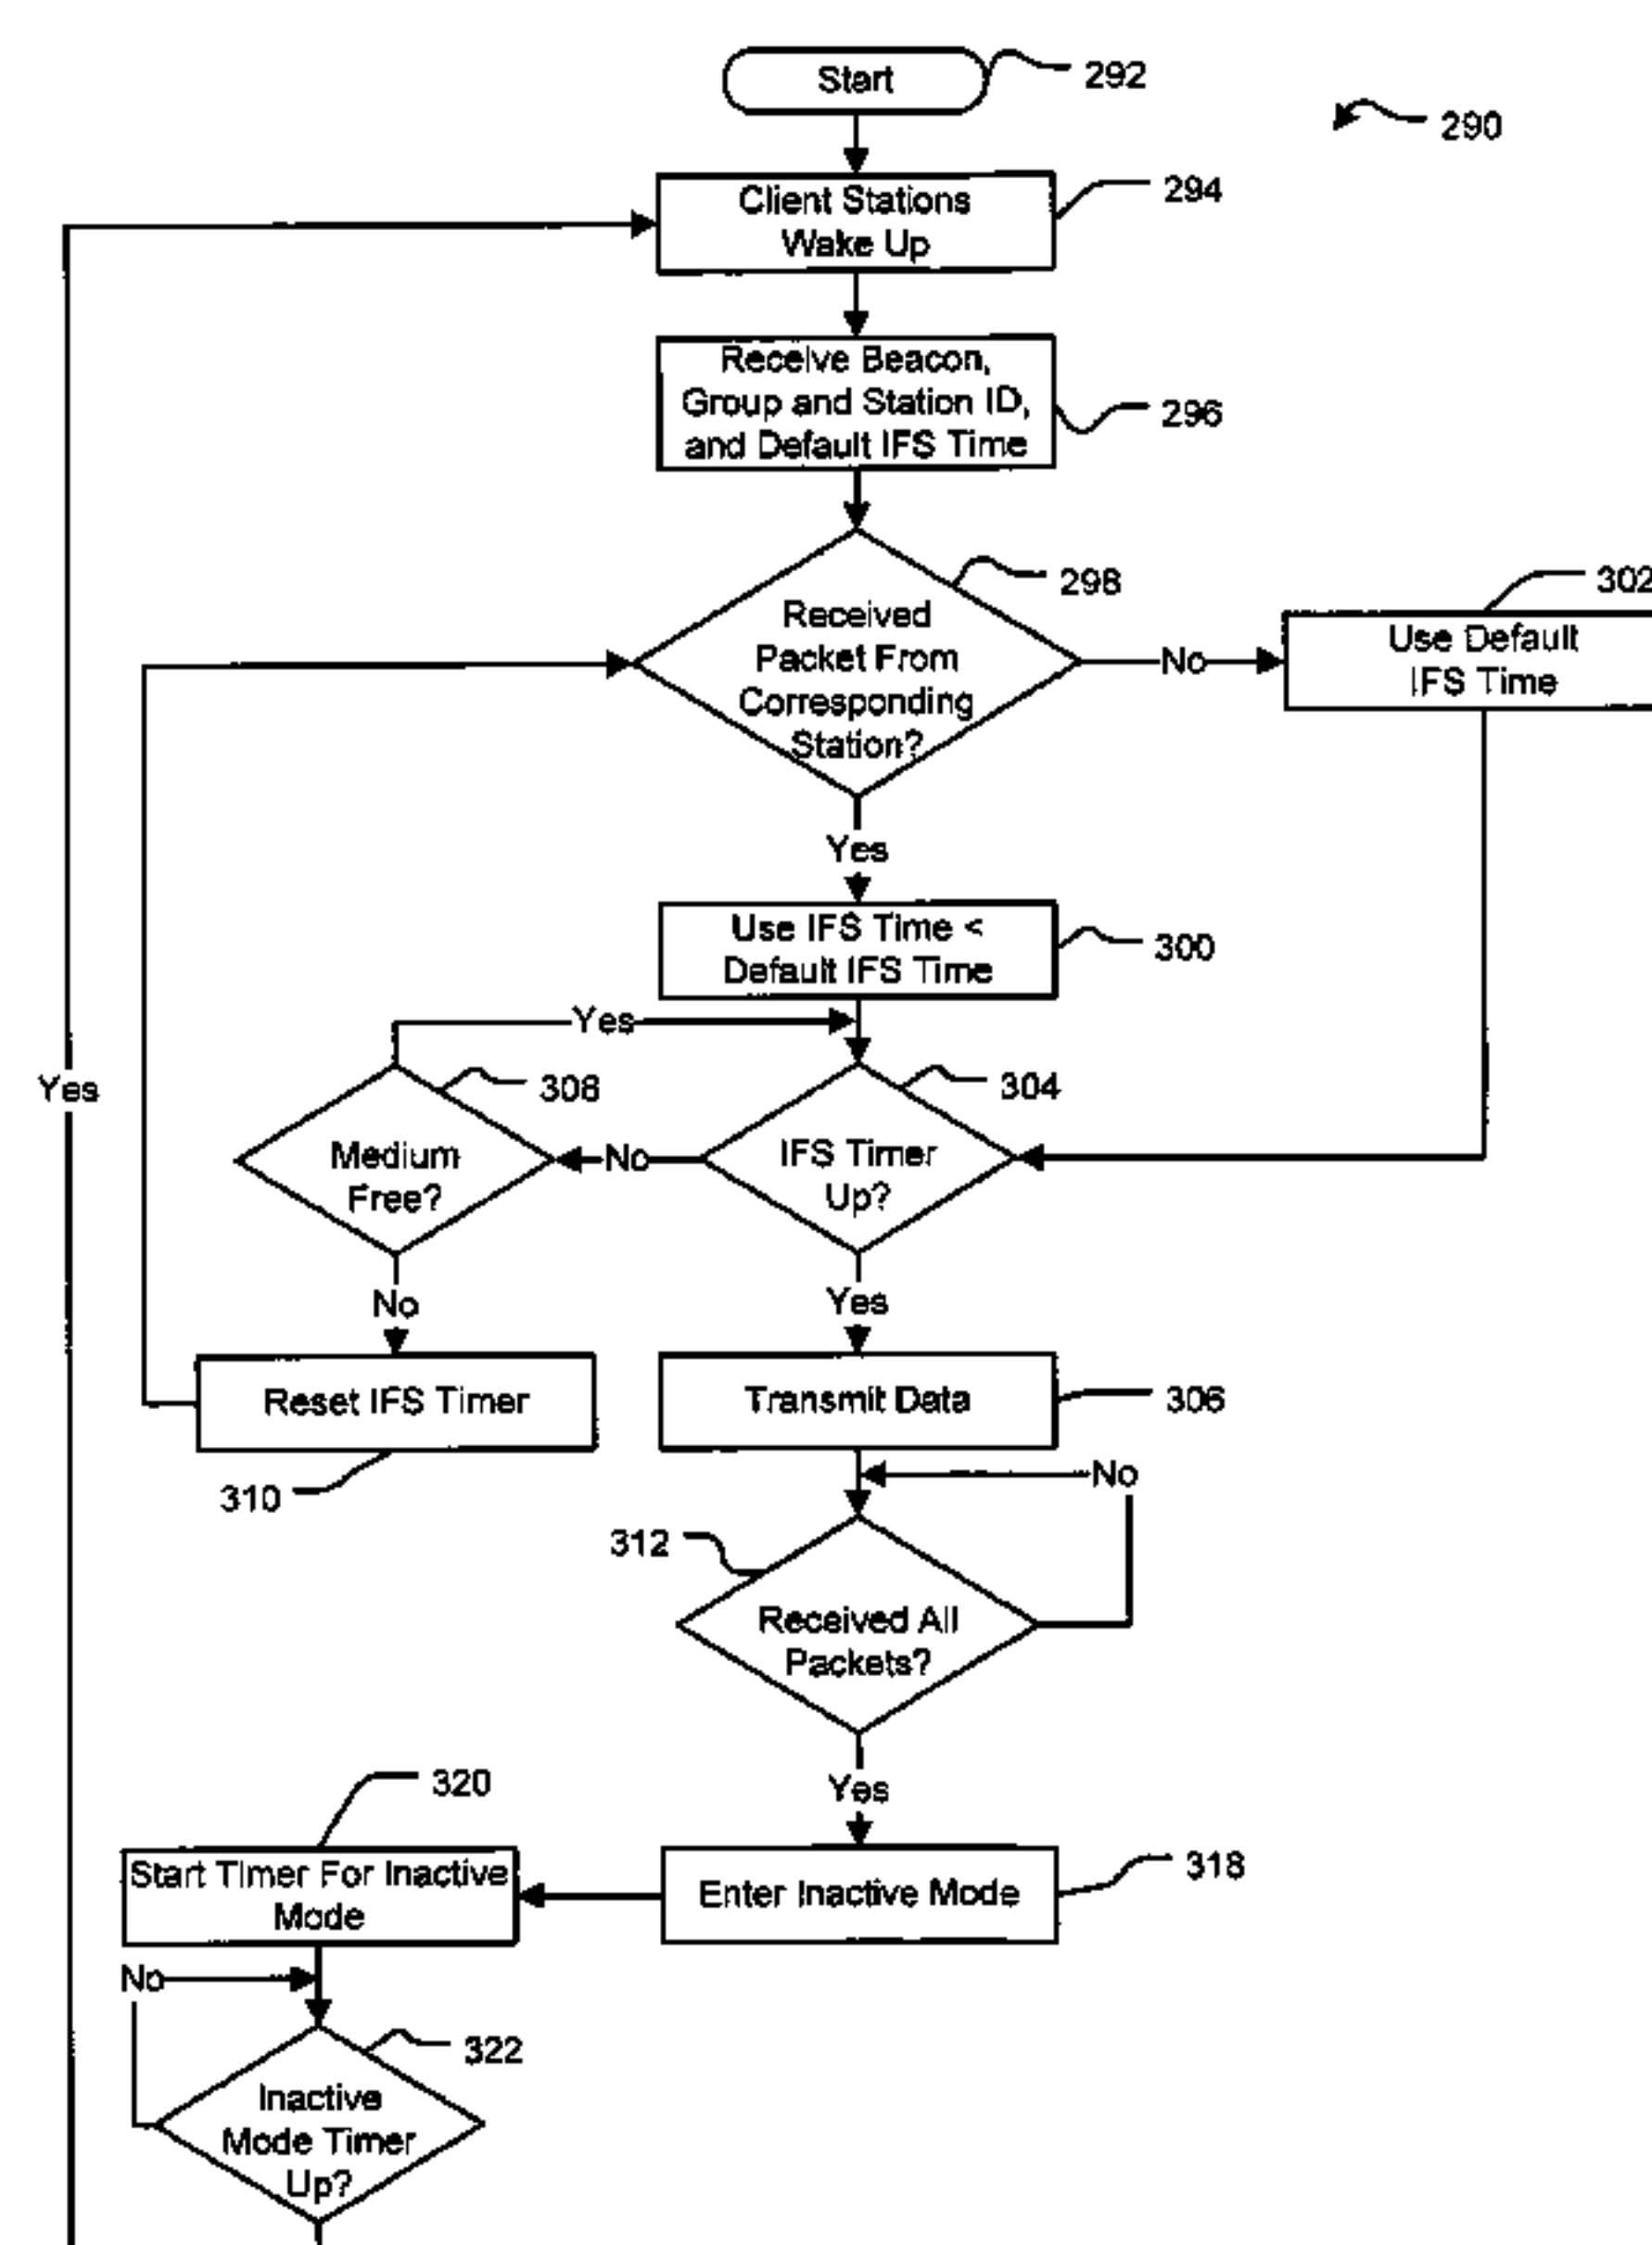 Start
292
290
Client Stations
Wake Up
294
Receive Beacon,
Group and Station ID,
and Default IFS Time
296
Received
Packet From
Corresponding
Station?
298
No
302
Use Default
IFS Time
Yes
Use IFS Time <
Default IFS Time
300
Yes
Yes
308
304
Medium
Free?
No
IFS Timer
Up?
No
Yes
Reset IFS Timer
310
Transmit Data
306
No
312
Received All
Packets?
Yes
320
Start Timer For Inactive
Mode
Enter Inactive Mode
318
No
322
Inactive
Mode Timer
Up?